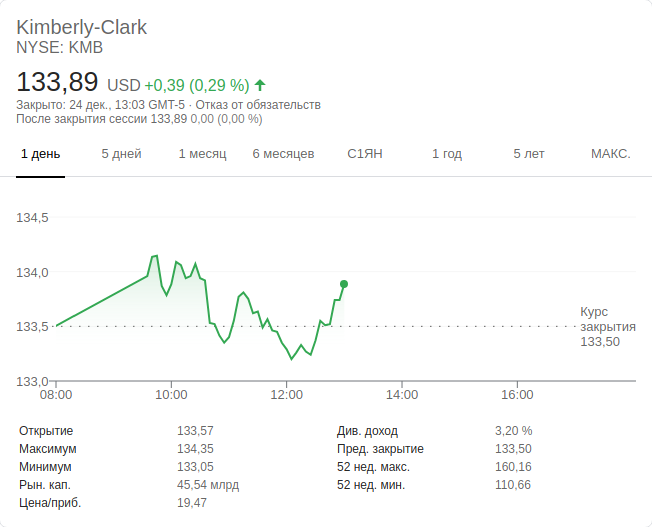 Kimberly-Clark
NYSE: KMB
133,89 USD +0,39 (0,29 %)
Закрыто: 24 дек., 13:03 GMT-5 · Отказ от обязательств
После закрытия сессии 133,89 0,00 (0,00 %)
1 день 5 дней 1 месяц 6 месяцев С1ЯН 1 год 5 лет МАКС.
134,5
134,0
133,5
133,0
Курс
закрытия
133,50
08:00 10:00 12:00 14:00 16:00
Открытие 133,57 Див. доход 3,20 %
Максимум 134,35 Пред. закрытие 133,50
Минимум 133,05 52 нед. макс. 160,16
Рын. кап. 45,54 млрд 52 нед. мин. 110,66
Цена/приб. 19,47